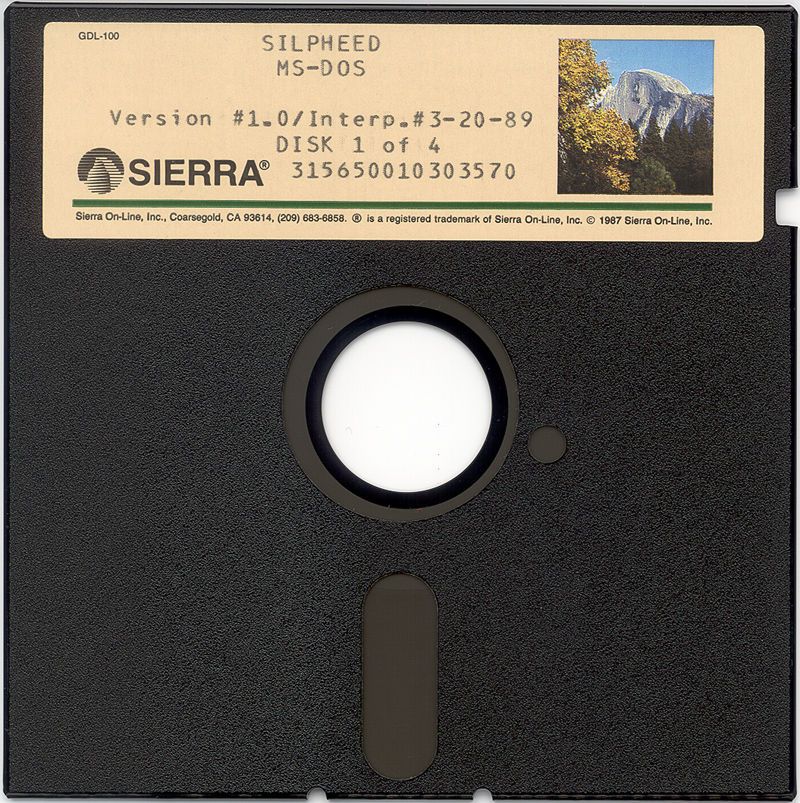 GDL-100
SILPHEED
MS-DOS
Version #1.0/Interp.#3-20-89
DISK 1 of 4
SIERRA® 315650010303570
Sierra On-Line, Inc., Coarsegold, CA 93614, (209) 683-6858. ® is a registered trademark of Sierra On-Line, Inc. © 1987 Sierra On-Line, Inc.